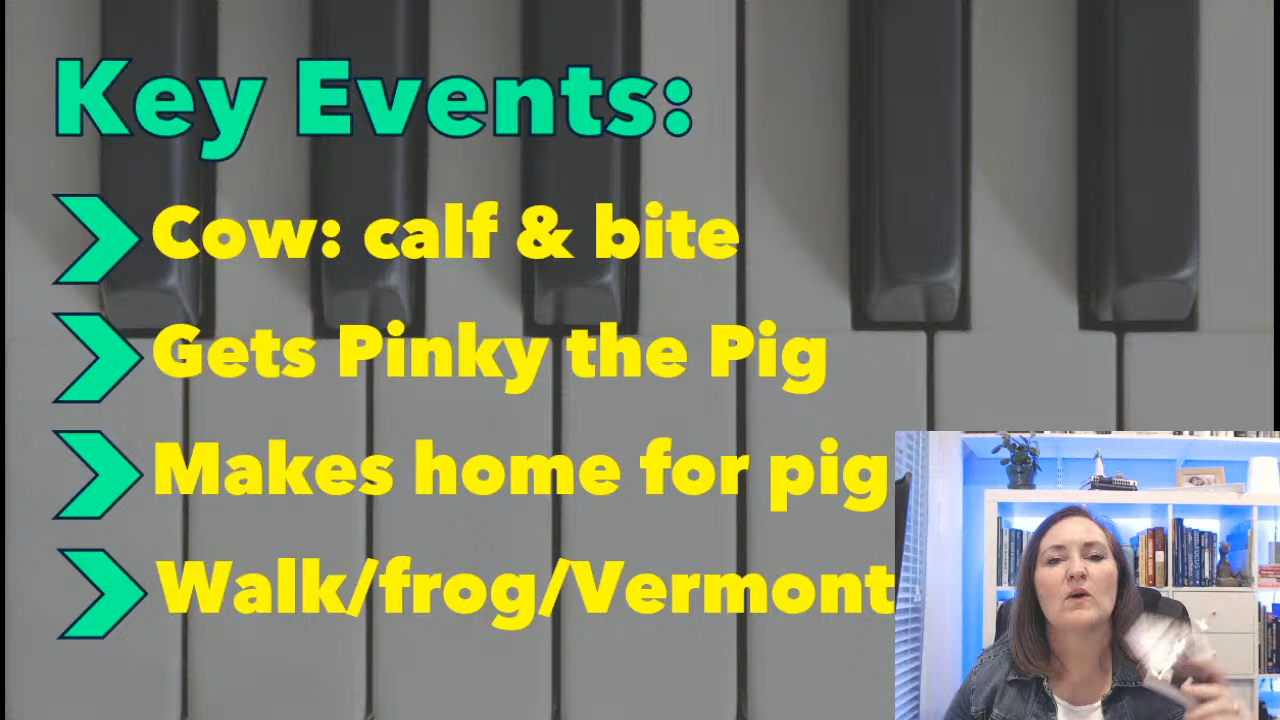 Key Events:
Cow: calf & bite
Gets Pinky the Pig
Makes home for pig
Walk/frog/Vermont